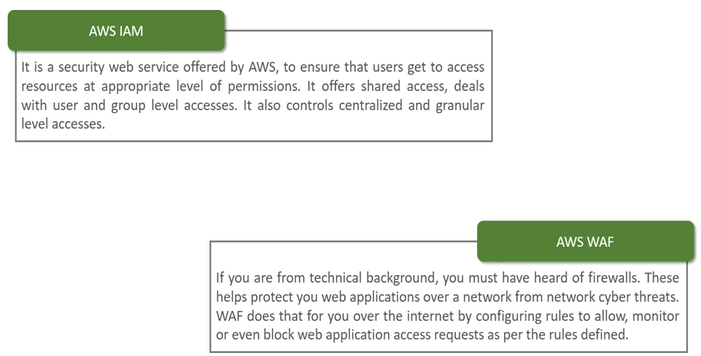 AWS IAM
It is a security web service offered by AWS, to ensure that users get to access
resources at appropriate level of permissions. It offers shared access, deals
with user and group level accesses. It also controls centralized and granular
level accesses.
AWS WAF
If you are from technical background, you must have heard of firewalls. These
helps protect you web applications over a network from network cyber threats.
WAF does that for you over the internet by configuring rules to allow, monitor
or even block web application access requests as per the rules defined.